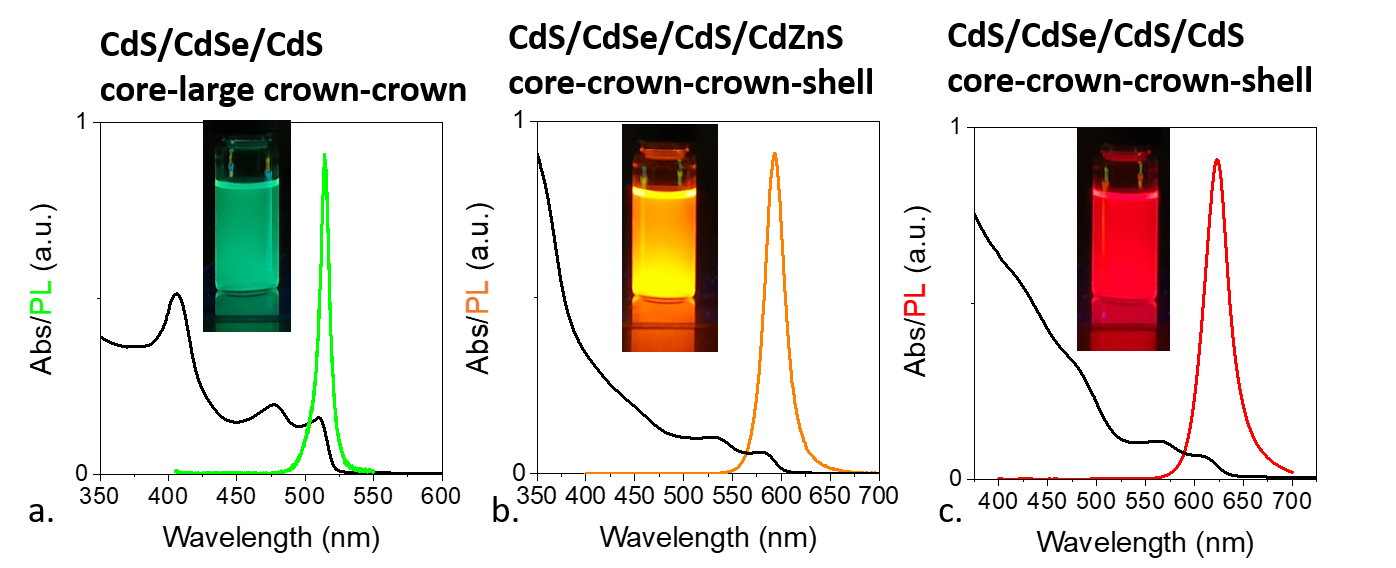 CdS/CdSe/CdS
core-large crown-crown
1
0
Abs/PL (a.u.)
350 400 450 500 550 600
Wavelength (nm)
a.
CdS/CdSe/CdS/CdZnS
core-crown-crown-shell
1
0
Abs/PL (a.u.)
350 400 450 500 550 600 650 700
Wavelength (nm)
b.
CdS/CdSe/CdS/CdS
core-crown-crown-shell
1
0
Abs/PL (a.u.)
400 450 500 550 600 650 700
Wavelength (nm)
c.